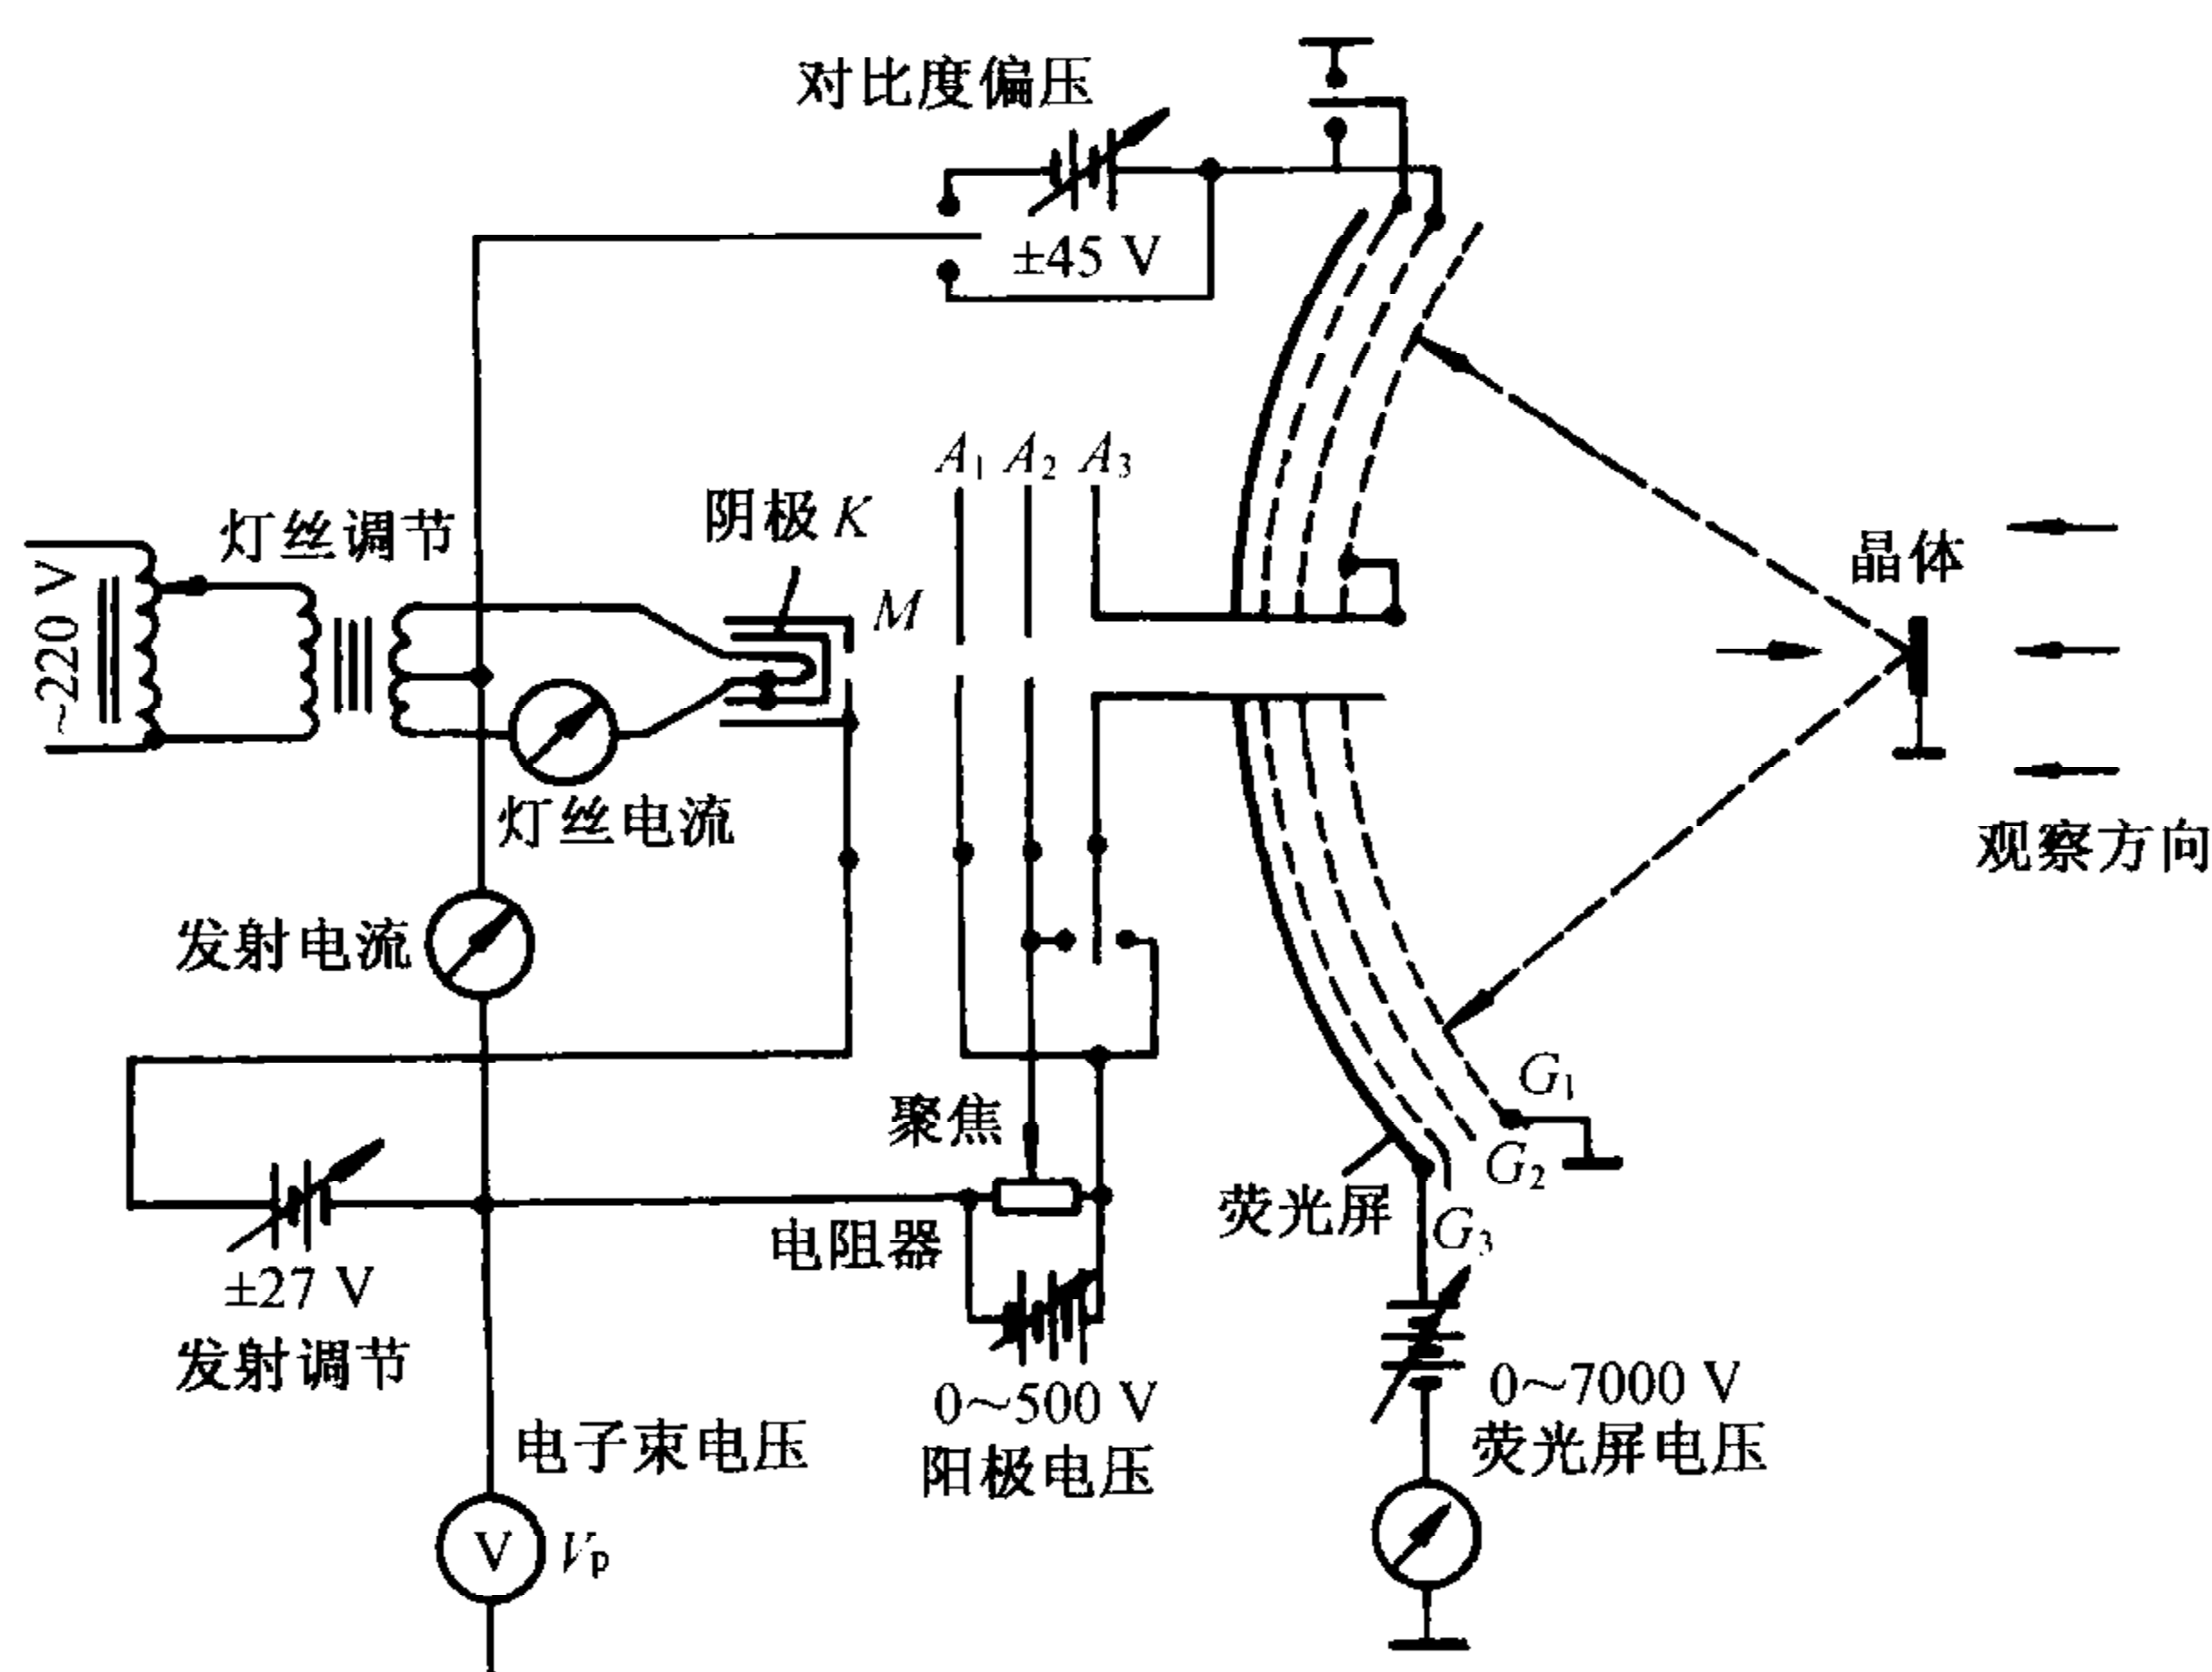 对比度偏压
±45 V
A₁ A₂ A₃
灯丝调节
阴极 K
M
~220 V
晶体
灯丝电流
观察方向
发射电流
聚焦
G₁
G₂
荧光屏
G₃
电阻器
±27 V
发射调节
0～500 V
阳极电压
0～7000 V
荧光屏电压
电子束电压
V Vₚ